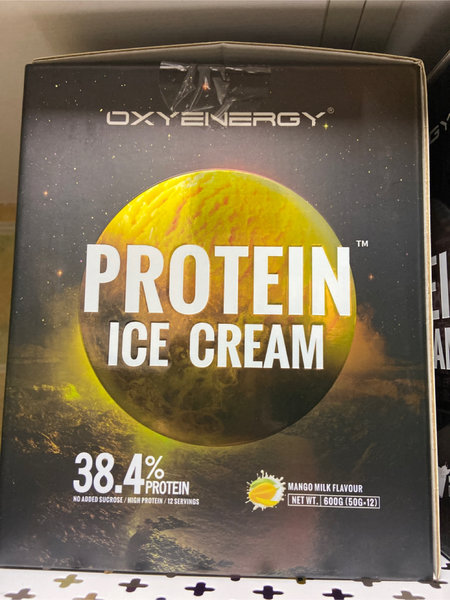 OXYENERGY®
PROTEIN™
ICE CREAM
38.4%
PROTEIN
NO ADDED SUCROSE / HIGH PROTEIN / 12 SERVINGS
MANGO MILK FLAVOUR
NET WT. 600G (50G×12)